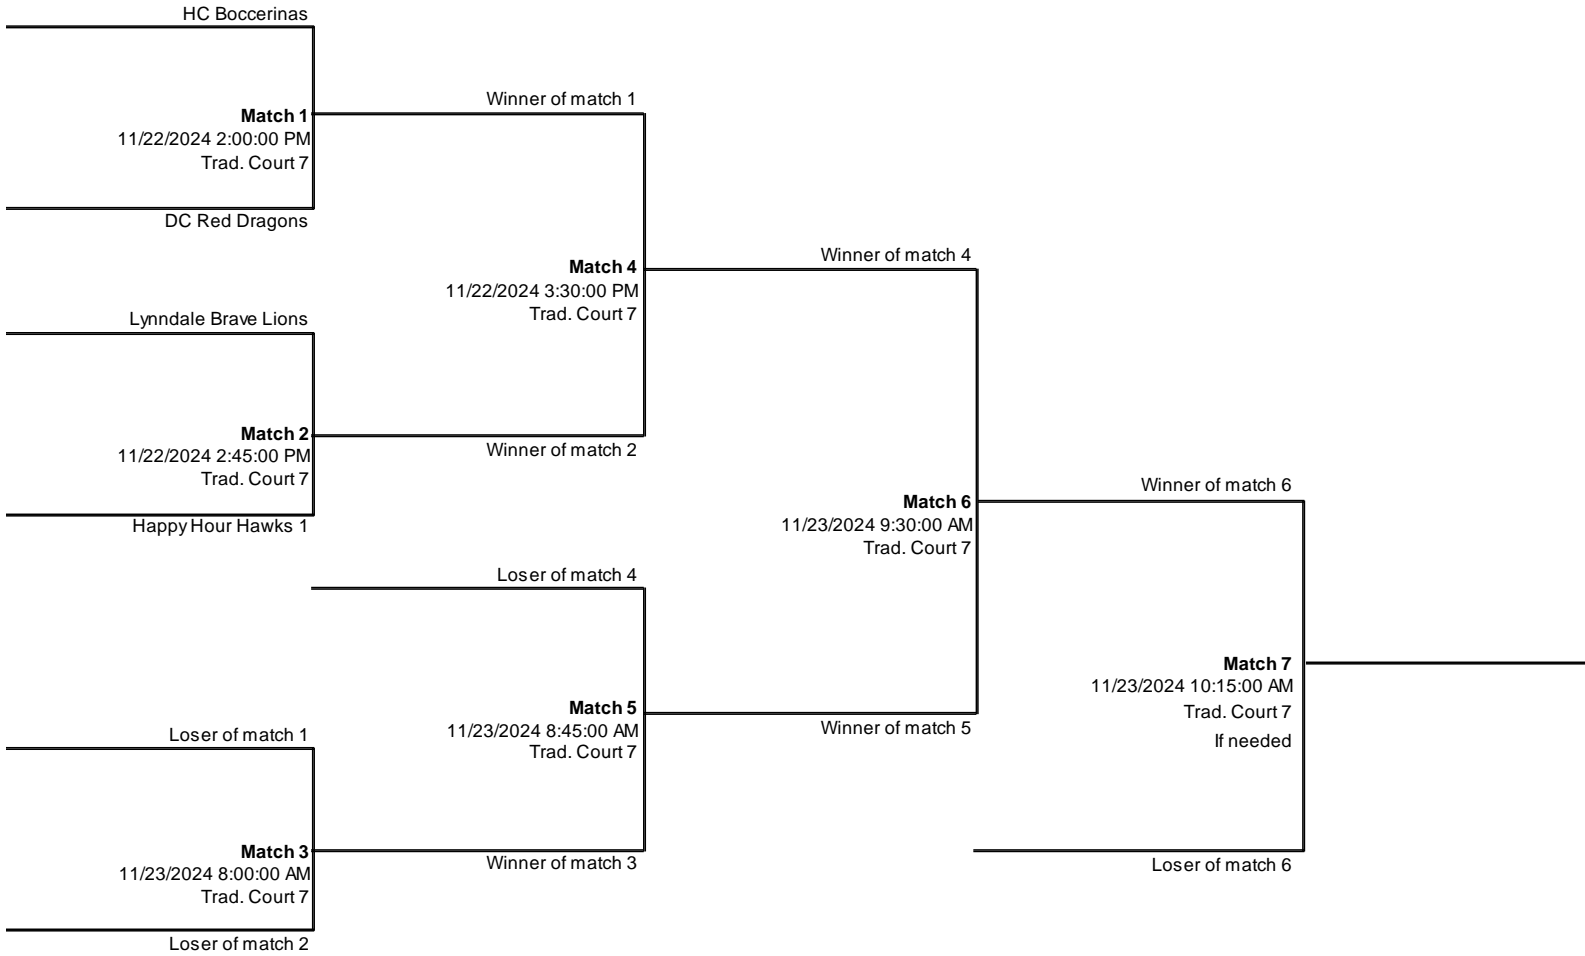 HC Boccerinas
Match 1
11/22/2024 2:00:00 PM
Trad. Court 7
DC Red Dragons
Lynndale Brave Lions
Match 2
11/22/2024 2:45:00 PM
Trad. Court 7
Happy Hour Hawks 1
Loser of match 1
Match 3
11/23/2024 8:00:00 AM
Trad. Court 7
Loser of match 2
Winner of match 1
Match 4
11/22/2024 3:30:00 PM
Trad. Court 7
Winner of match 2
Loser of match 4
Match 5
11/23/2024 8:45:00 AM
Trad. Court 7
Winner of match 3
Winner of match 4
Match 6
11/23/2024 9:30:00 AM
Trad. Court 7
Winner of match 5
Winner of match 6
Match 7
11/23/2024 10:15:00 AM
Trad. Court 7
If needed
Loser of match 6